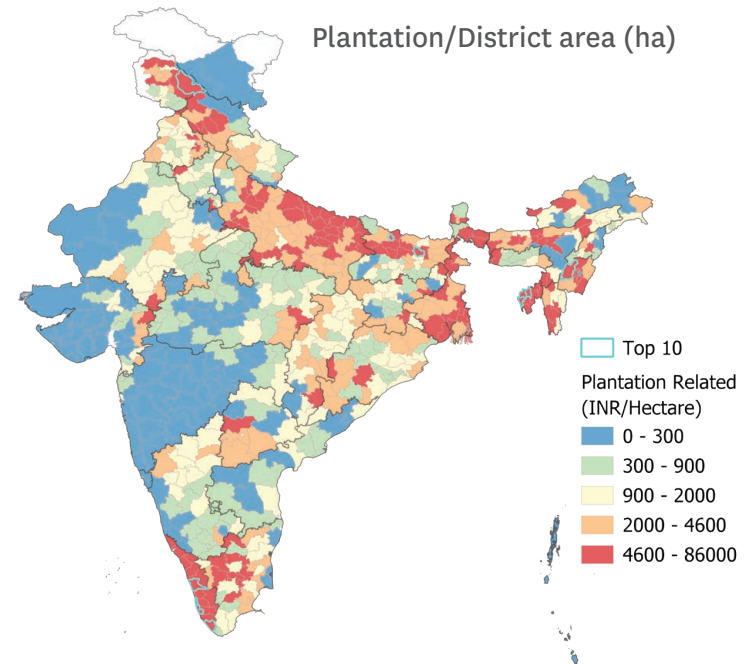 Plantation/District area (ha)
Top 10
Plantation Related
(INR/Hectare)
0 - 300
300 - 900
900 - 2000
2000 - 4600
4600 - 86000